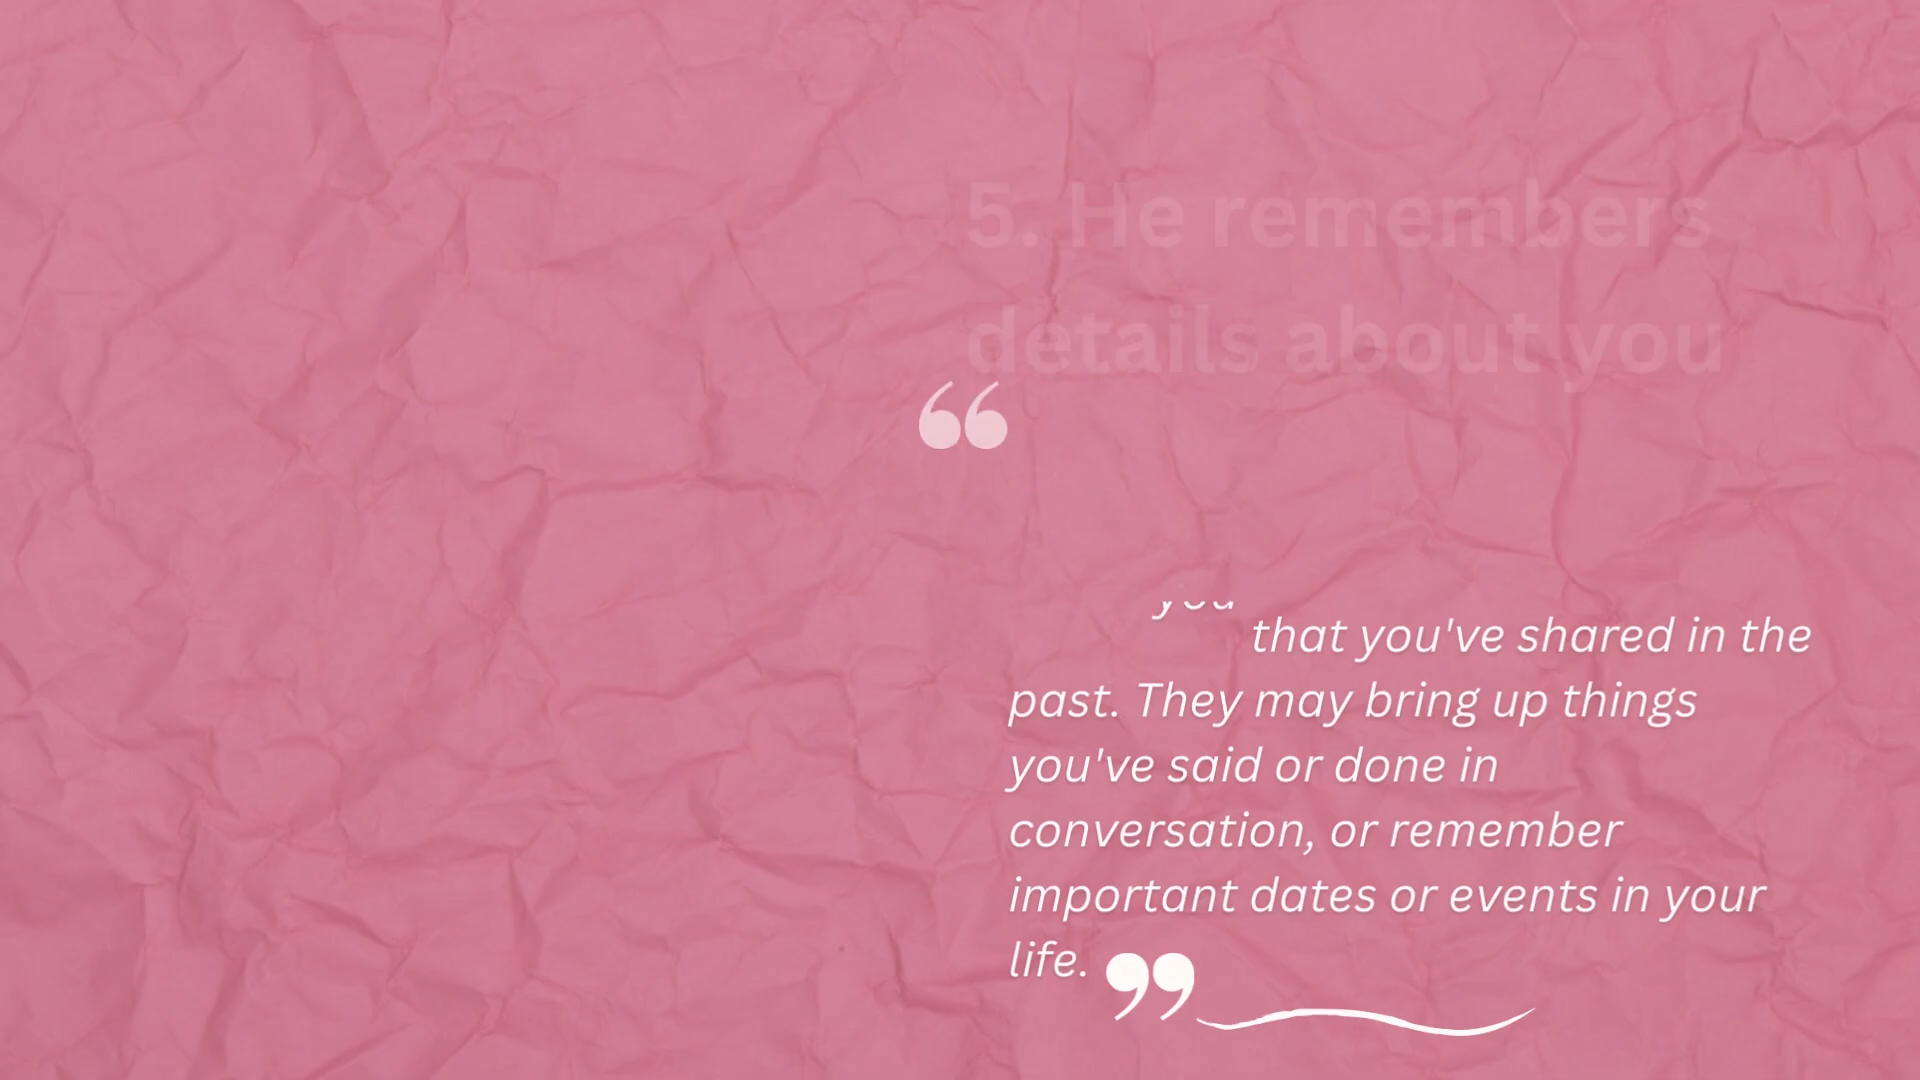 5. He remembers
details about you
“
you
that you've shared in the
past. They may bring up things
you've said or done in
conversation, or remember
important dates or events in your
life. ”